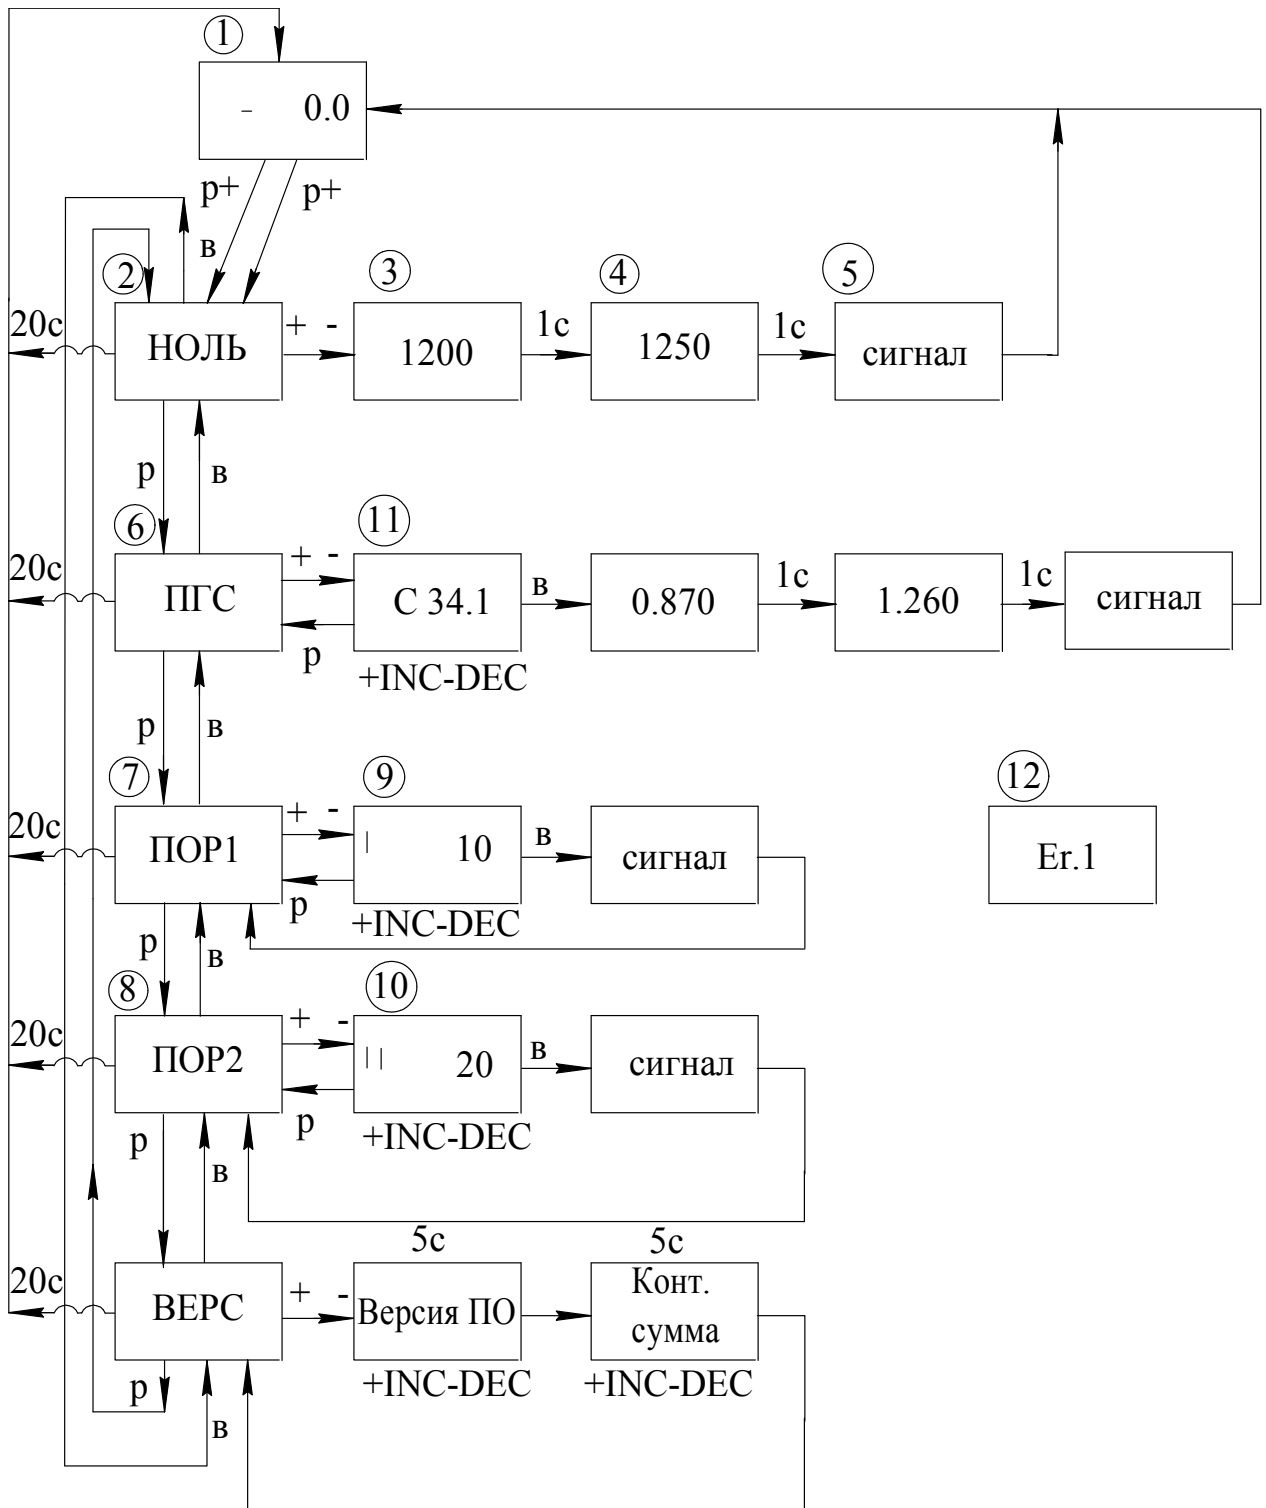 1
- 0.0
р+ р+
в
2 3 4 5
20с НОЛЬ + - 1200 1с 1250 1с сигнал
р в
6 11
20с ПГС + - С 34.1 в 0.870 1с 1.260 1с сигнал
р +INC-DEC
р в
7 9 12
20с ПОР1 + - | 10 в сигнал Er.1
р +INC-DEC
р в
8 10
20с ПОР2 + - || 20 в сигнал
р +INC-DEC
р в
5с 5с
20с ВЕРС + - Версия ПО Конт.
сумма
+INC-DEC +INC-DEC
р в